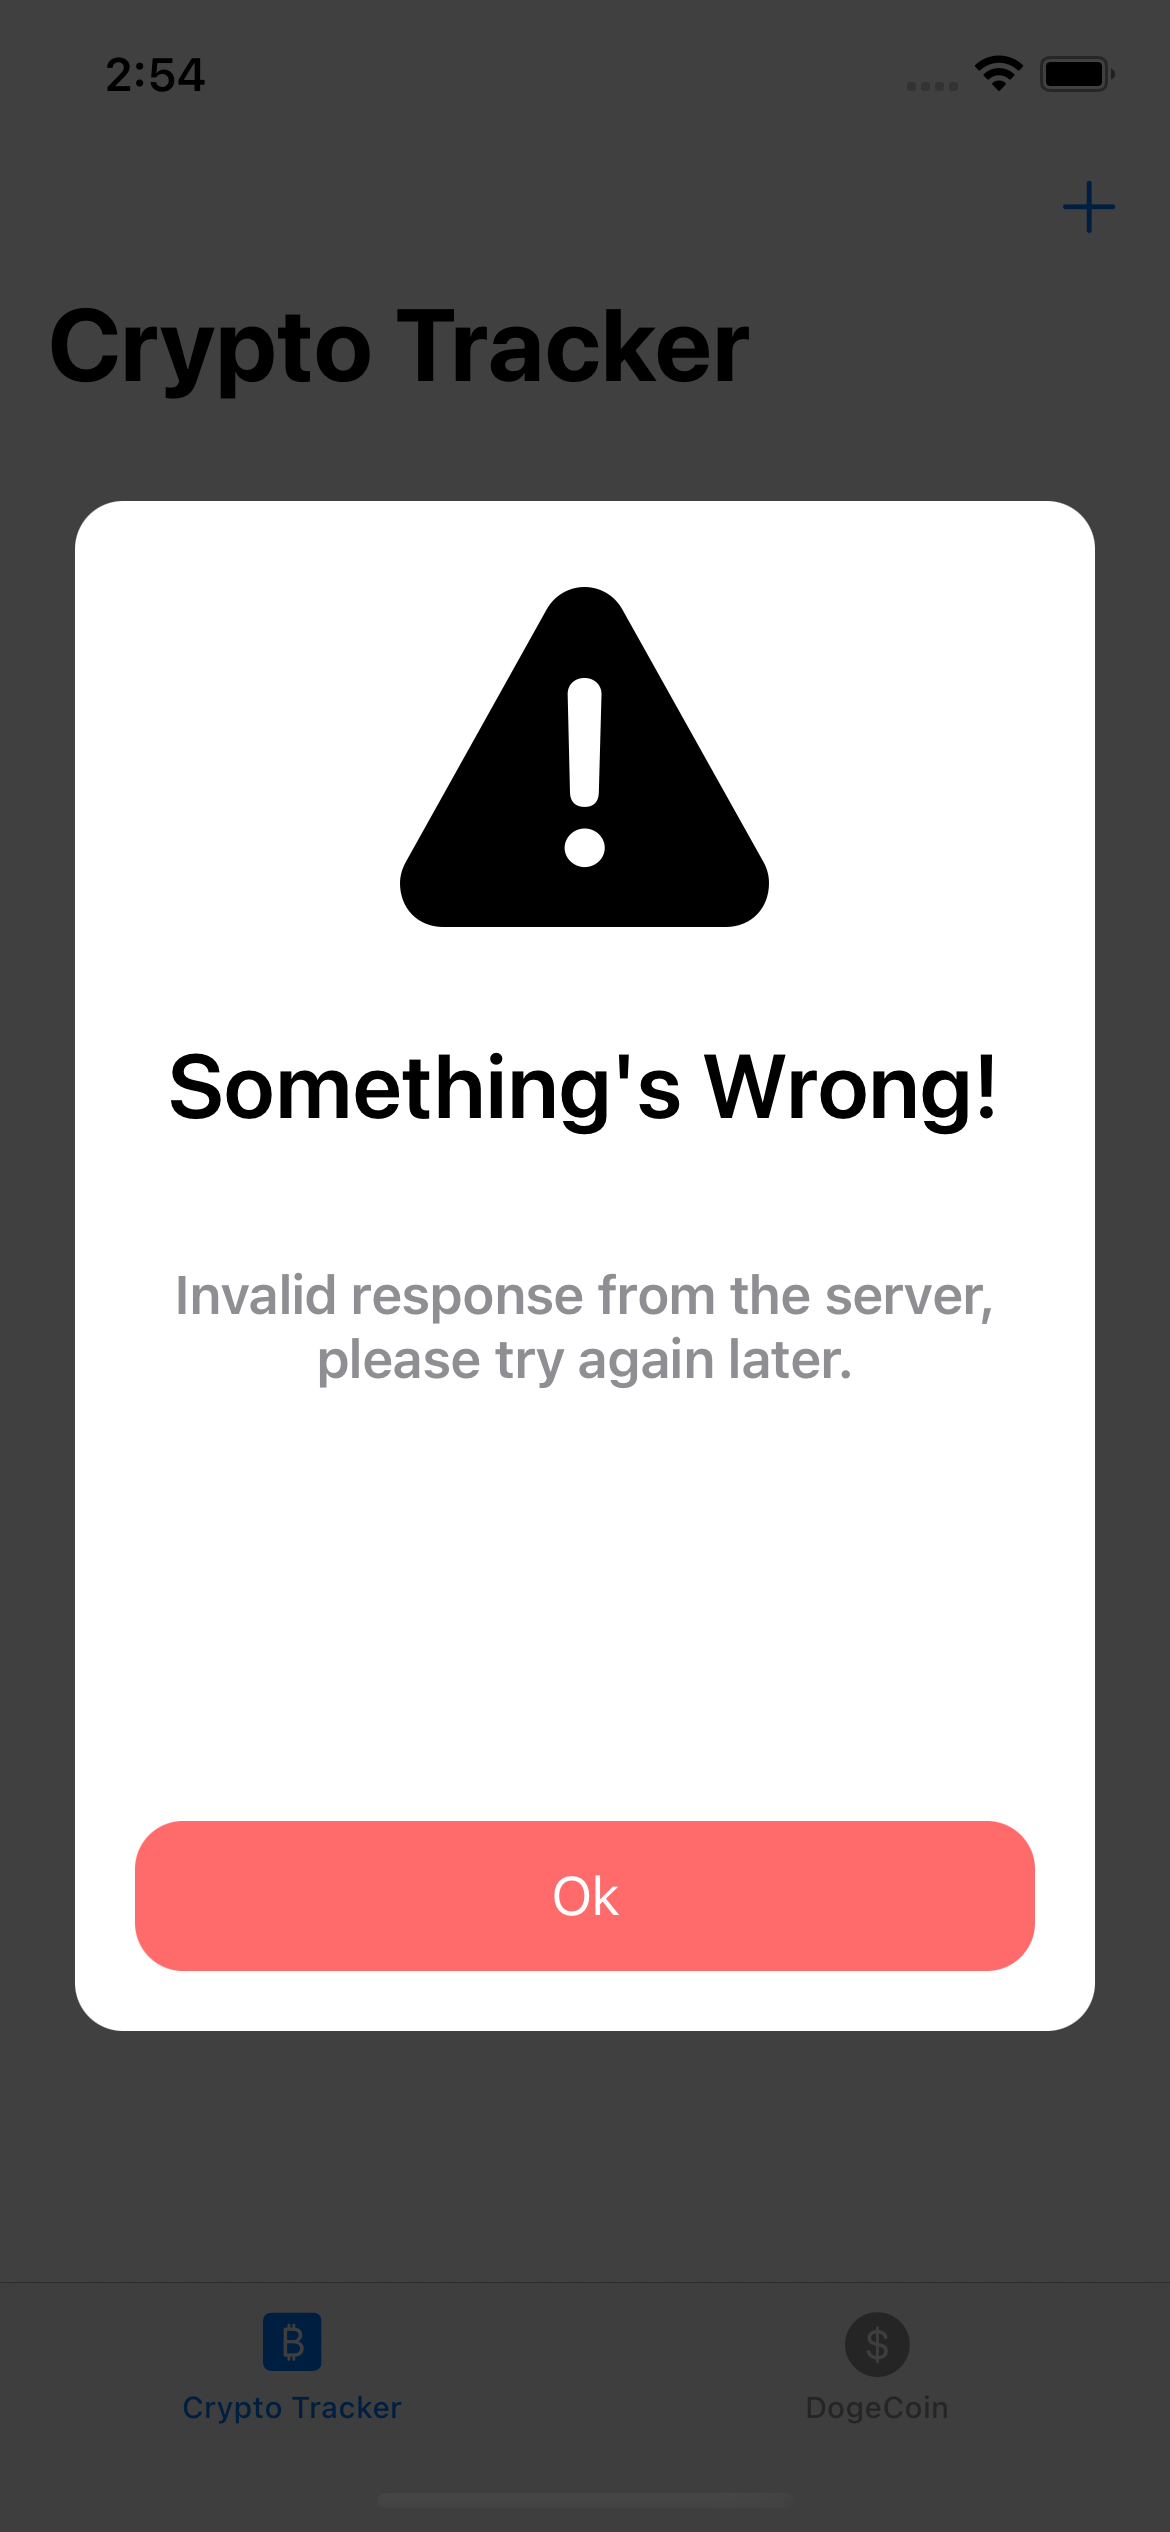 2:54
Crypto Tracker
Something's Wrong!
Invalid response from the server,
please try again later.
Ok
Crypto Tracker
DogeCoin